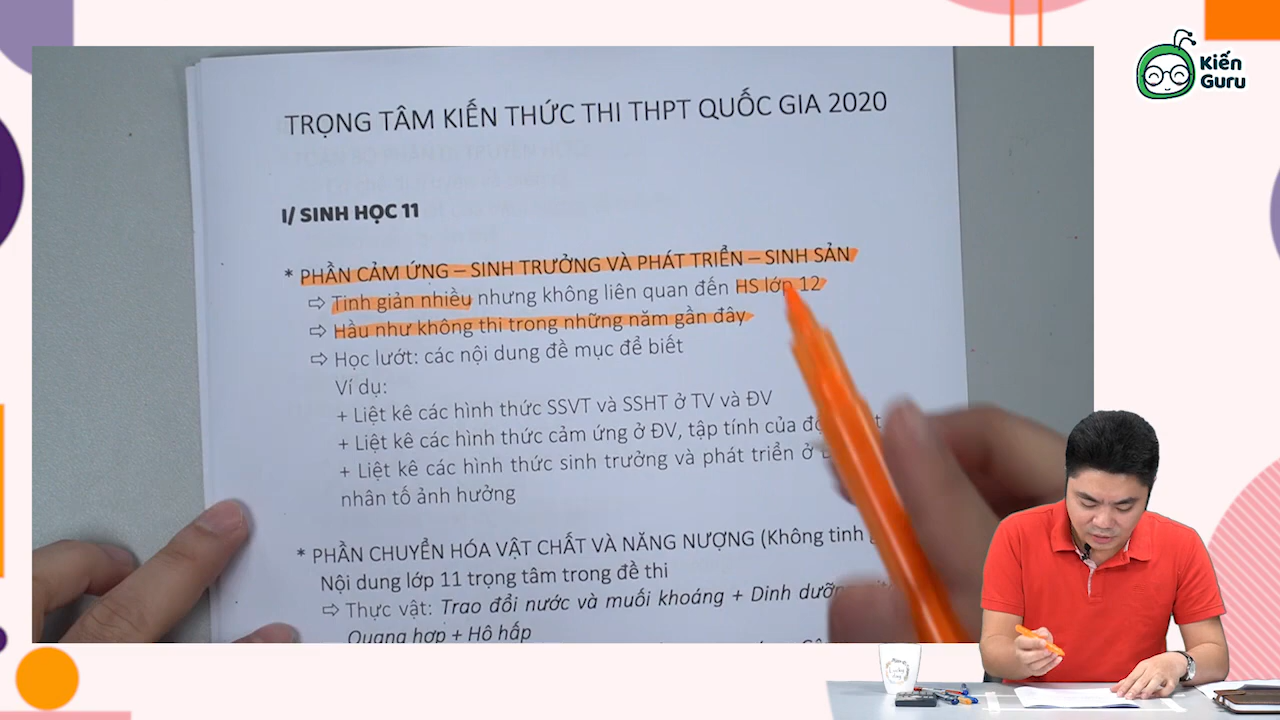 Kiến
Guru
TRỌNG TÂM KIẾN THỨC THI THPT QUỐC GIA 2020
I/ SINH HỌC 11
* PHẦN CẢM ỨNG – SINH TRƯỞNG VÀ PHÁT TRIỂN – SINH SẢN
⇨ Tinh giản nhiều nhưng không liên quan đến HS lớp 12
⇨ Hầu như không thi trong những năm gần đây
⇨ Học lướt: các nội dung đề mục để biết
Ví dụ:
+ Liệt kê các hình thức SSVT và SSHT ở TV và ĐV
+ Liệt kê các hình thức cảm ứng ở ĐV, tập tính của
+ Liệt kê các hình thức sinh trưởng và phát triển ở
nhân tố ảnh hưởng
* PHẦN CHUYỂN HÓA VẬT CHẤT VÀ NĂNG NƯỢNG (Không tinh
Nội dung lớp 11 trọng tâm trong đề thi
⇨ Thực vật: Trao đổi nước và muối khoáng + Dinh
Quang hợp + Hô hấp